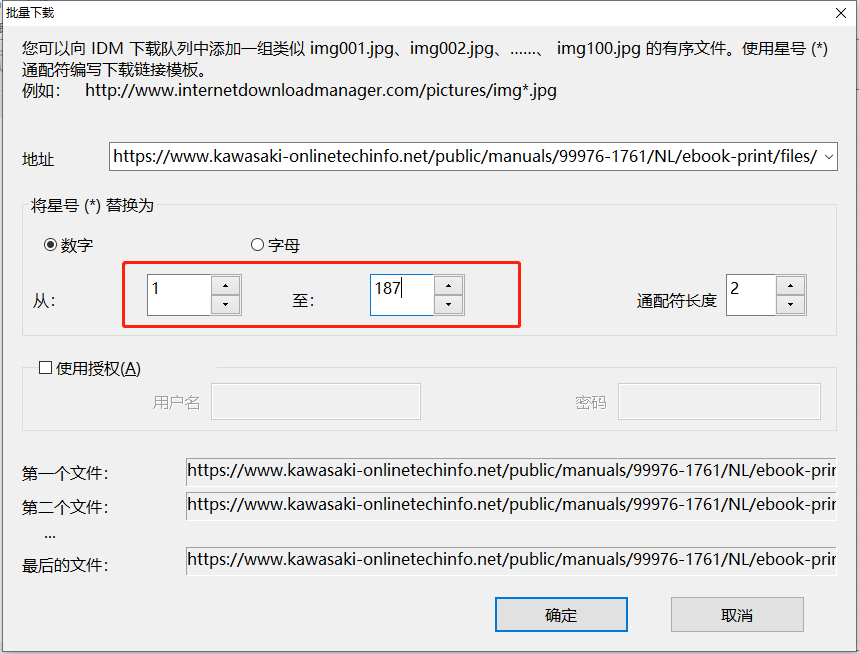 批量下载
您可以向 IDM 下载队列中添加一组类似 img001.jpg、img002.jpg、......、 img100.jpg 的有序文件。使用星号 (*)
通配符编写下载链接模板。
例如： http://www.internetdownloadmanager.com/pictures/img*.jpg
地址 https://www.kawasaki-onlinetechinfo.net/public/manuals/99976-1761/NL/ebook-print/files/
将星号 (*) 替换为
数字 字母
从： 1 至： 187 通配符长度 2
使用授权(A)
用户名 密码
第一个文件： https://www.kawasaki-onlinetechinfo.net/public/manuals/99976-1761/NL/ebook-prin
第二个文件： https://www.kawasaki-onlinetechinfo.net/public/manuals/99976-1761/NL/ebook-prin
...
最后的文件： https://www.kawasaki-onlinetechinfo.net/public/manuals/99976-1761/NL/ebook-prin
确定 取消